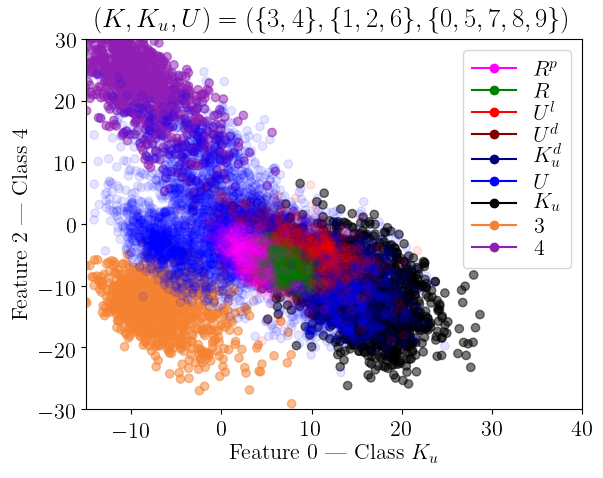 (K, K_u, U) = ({3, 4}, {1, 2, 6}, {0, 5, 7, 8, 9})
30
20
10
0
−10
−20
−30
−10
0
10
20
30
40
Feature 2 — Class 4
Feature 0 — Class K_u
R^p
R
U^l
U^d
K_u^d
U
K_u
3
4